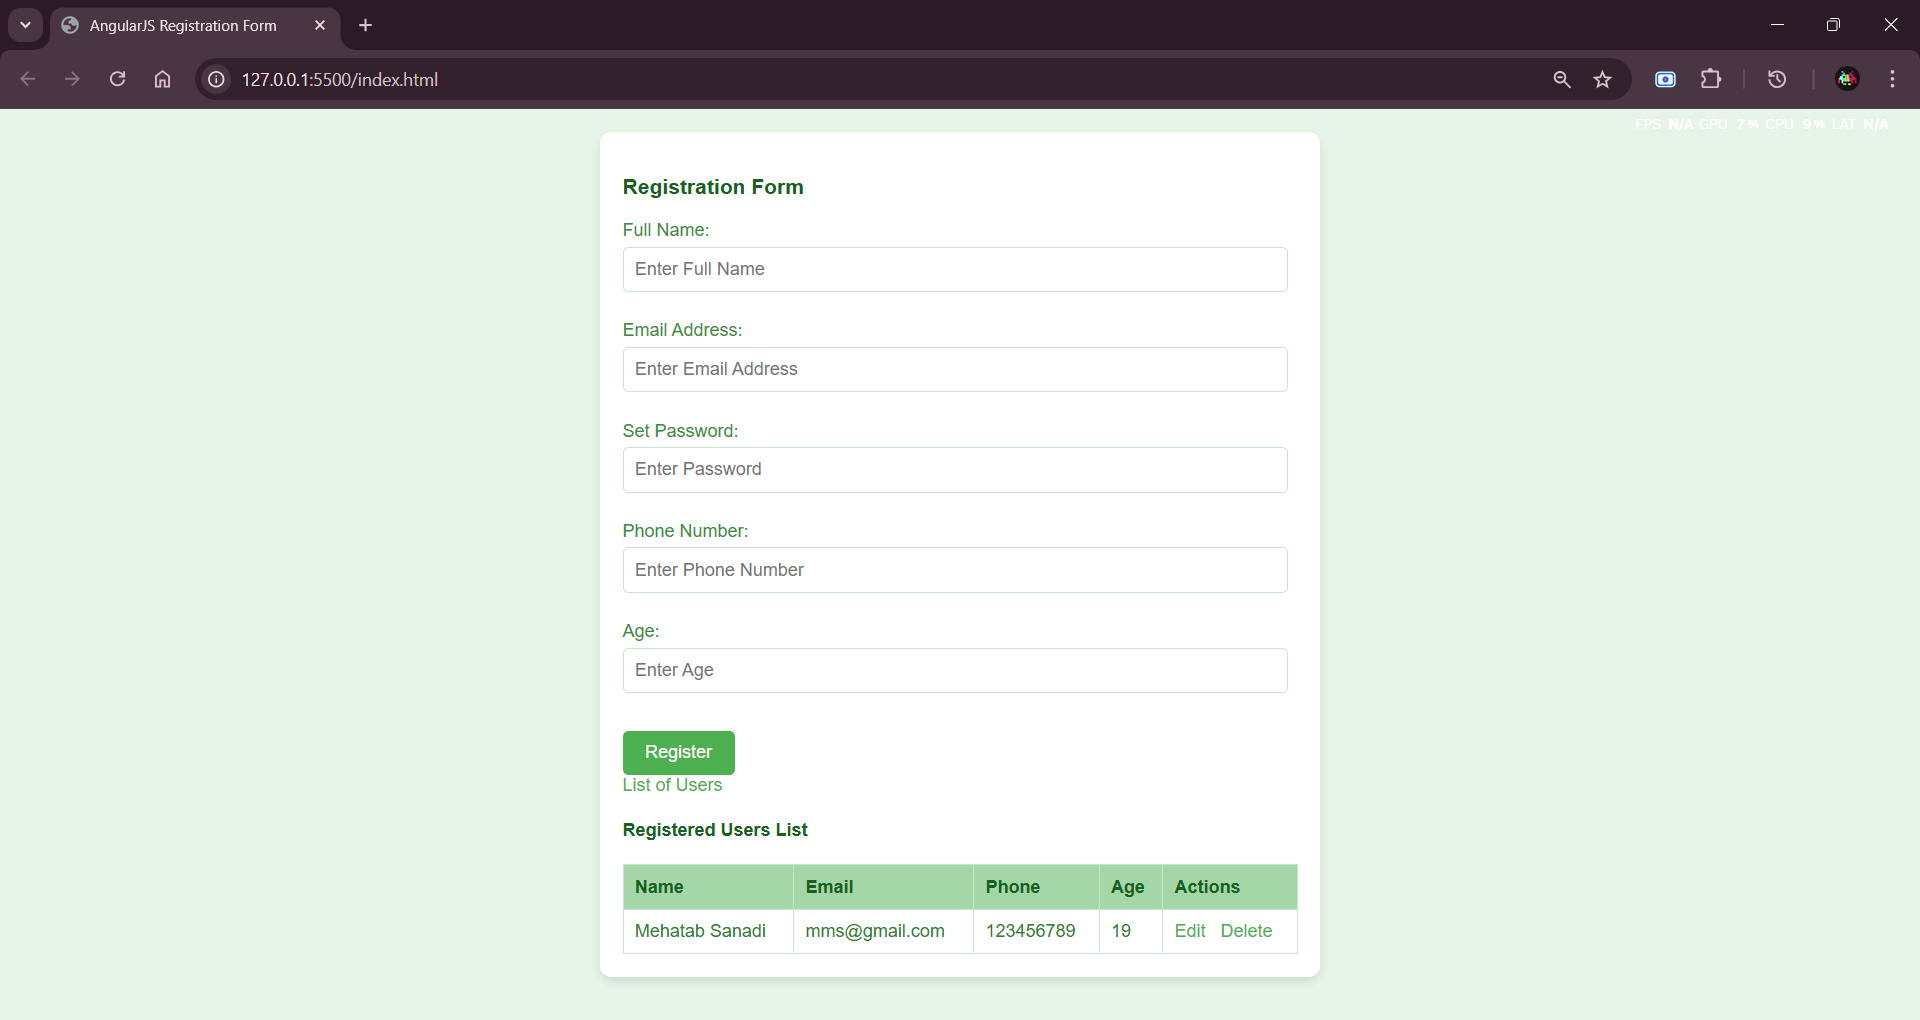 AngularJS Registration Form
127.0.0.1:5500/index.html
FPS N/A GPU 7% CPU 9% LAT N/A
Registration Form
Full Name:
Enter Full Name
Email Address:
Enter Email Address
Set Password:
Enter Password
Phone Number:
Enter Phone Number
Age:
Enter Age
Register
List of Users
Registered Users List
Name Email Phone Age Actions
Mehatab Sanadi mms@gmail.com 123456789 19 Edit Delete